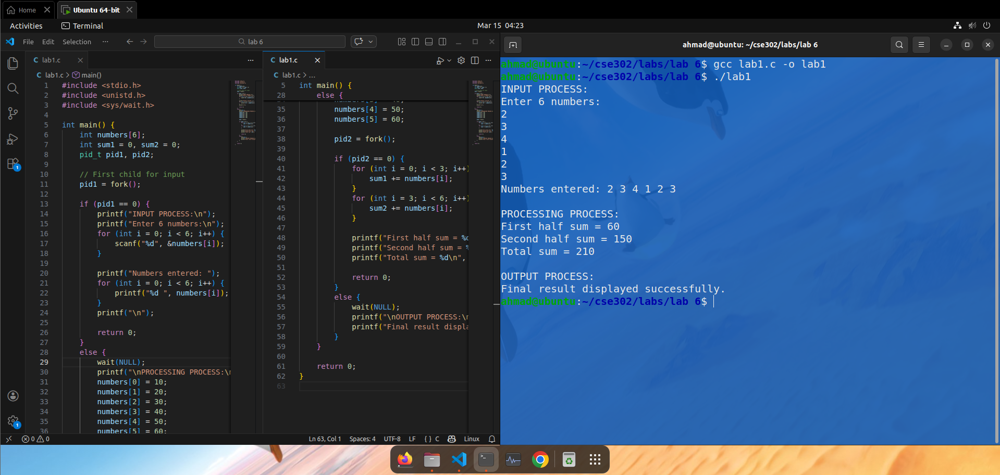 Home
Ubuntu 64-bit
Activities
Terminal
Mar 15 04:23
File Edit Selection ···
lab 6
lab1.c
lab1.c > main()
1 #include <stdio.h>
2 #include <unistd.h>
3 #include <sys/wait.h>
4
5 int main() {
6 int numbers[6];
7 int sum1 = 0, sum2 = 0;
8 pid_t pid1, pid2;
9
10 // First child for input
11 pid1 = fork();
12
13 if (pid1 == 0) {
14 printf("INPUT PROCESS:\n");
15 printf("Enter 6 numbers:\n");
16 for (int i = 0; i < 6; i++) {
17 scanf("%d", &numbers[i]);
18 }
19
20 printf("Numbers entered: ");
21 for (int i = 0; i < 6; i++) {
22 printf("%d ", numbers[i]);
23 }
24 printf("\n");
25
26 return 0;
27 }
28 else {
29 wait(NULL);
30 printf("\nPROCESSING PROCESS:\
31 numbers[0] = 10;
32 numbers[1] = 20;
33 numbers[2] = 30;
34 numbers[3] = 40;
35 numbers[4] = 50;
36 numbers[5] = 60;
lab1.c
lab1.c > ...
5 int main() {
28 else {
35 numbers[4] = 50;
36 numbers[5] = 60;
37
38 pid2 = fork();
39
40 if (pid2 == 0) {
41 for (int i = 0; i < 3; i++)
42 sum1 += numbers[i];
43 }
44 for (int i = 3; i < 6; i++)
45 sum2 += numbers[i];
46 }
47
48 printf("First half sum = %
49 printf("Second half sum = %
50 printf("Total sum = %d\n",
51
52 return 0;
53 }
54 else {
55 wait(NULL);
56 printf("\nOUTPUT PROCESS:\
57 printf("Final result displ
58 }
59 }
60
61 return 0;
62 }
63
1
1
0 0
Ln 63, Col 1 Spaces: 4 UTF-8 LF { } C Linux
ahmad@ubuntu: ~/cse302/labs/lab 6
ahmad@ubuntu:~/cse302/labs/lab 6$ gcc lab1.c -o lab1
ahmad@ubuntu:~/cse302/labs/lab 6$ ./lab1
INPUT PROCESS:
Enter 6 numbers:
2
3
4
1
2
3
Numbers entered: 2 3 4 1 2 3
PROCESSING PROCESS:
First half sum = 60
Second half sum = 150
Total sum = 210
OUTPUT PROCESS:
Final result displayed successfully.
ahmad@ubuntu:~/cse302/labs/lab 6$